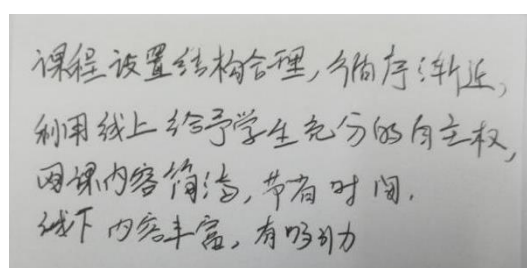 课程设置结构合理，循序渐近，
利用线上给予学生充分的自主权，
网课内容简洁，节省时间.
线下内容丰富，有吸引力